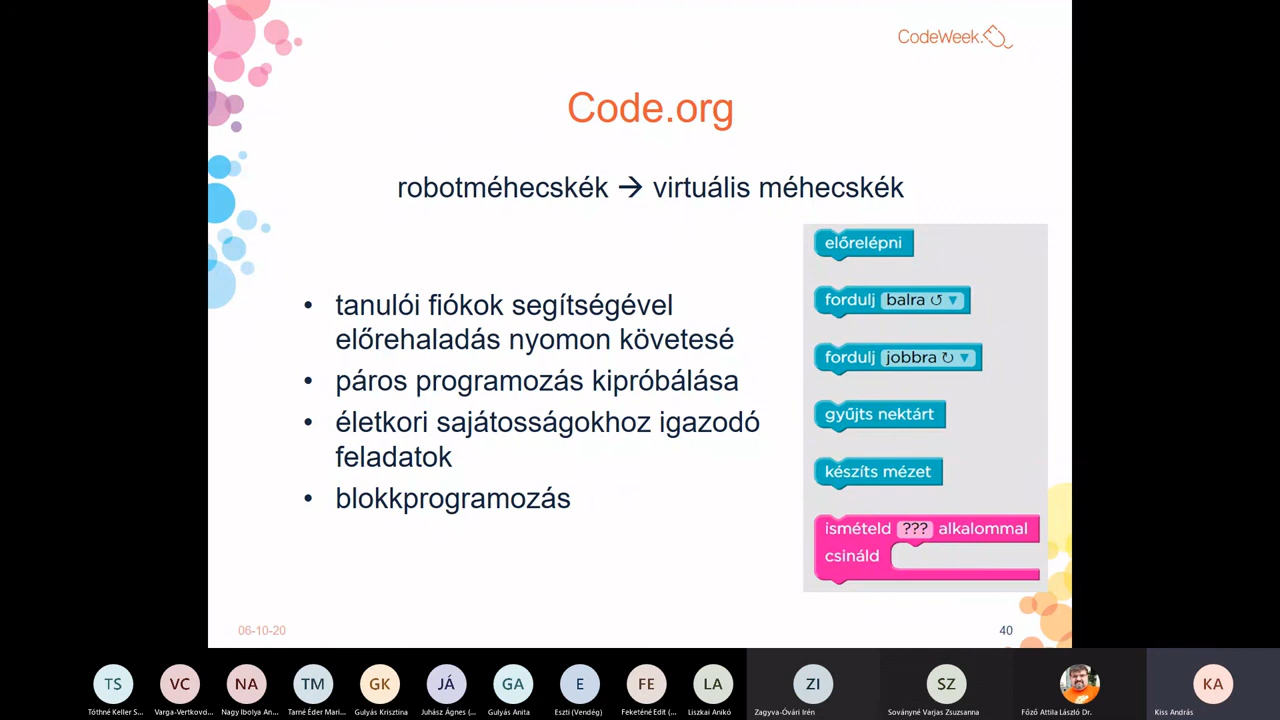 CodeWeek.
Code.org
robotméhecskék → virtuális méhecskék
• tanulói fiókok segítségével
előrehaladás nyomon követesé
• páros programozás kipróbálása
• életkori sajátosságokhoz igazodó
feladatok
• blokkprogramozás
előrelépni
fordulj balra ↺ ▼
fordulj jobbra ↻ ▼
gyűjts nektárt
készíts mézet
ismételd ??? alkalommal
csináld
06-10-20
40
TS VC NA TM GK JÁ GA E FE LA ZI SZ KA
Tóthné Keller S... Varga-Vertkovci... Nagy Ibolya An... Tarné Éder Mari... Gulyás Krisztina Juhász Ágnes (... Gulyás Anita Eszti (Vendég) Feketéné Edit (... Liszkai Anikó Zagyva-Óvári Irén Soványné Varjas Zsuzsanna Főző Attila László Dr. Kiss András